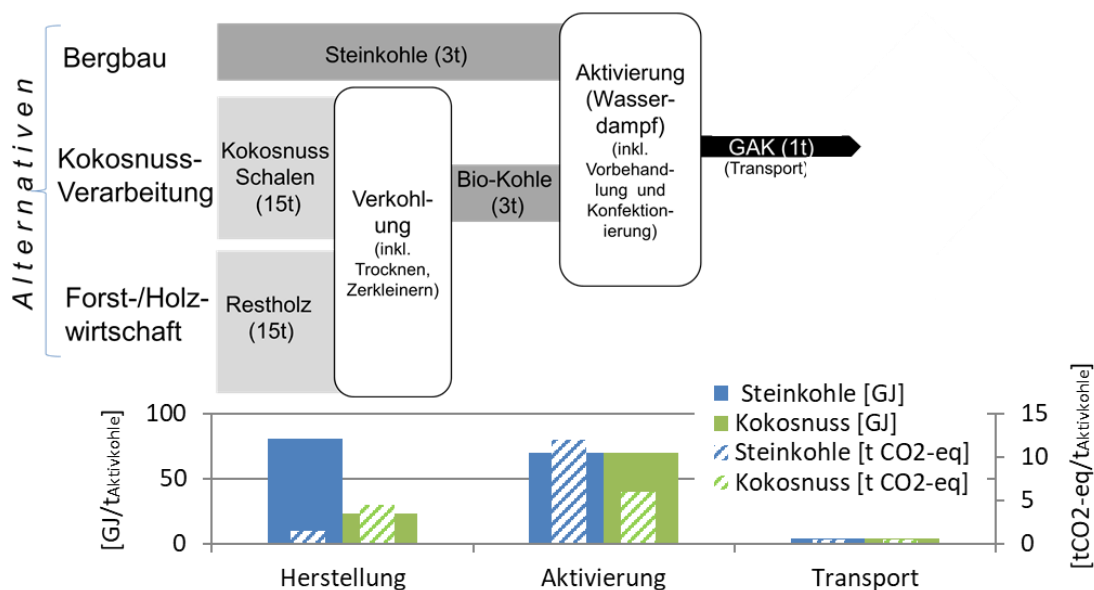 Alternativen
Bergbau
Steinkohle (3t)
Kokosnuss-
Verarbeitung
Kokosnuss
Schalen
(15t)
Forst-/Holz-
wirtschaft
Restholz
(15t)
Verkohl-
ung
(inkl.
Trocknen,
Zerkleinern)
Bio-Kohle
(3t)
Aktivierung
(Wasser-
dampf)
(inkl.
Vorbehand-
lung und
Konfektion-
ierung)
GAK (1t)
(Transport)
[GJ/tAktivkohle]
100
50
0
Steinkohle [GJ]
Kokosnuss [GJ]
Steinkohle [t CO2-eq]
Kokosnuss [t CO2-eq]
15
10
5
0
[tCO2-eq/tAktivkohle]
Herstellung
Aktivierung
Transport